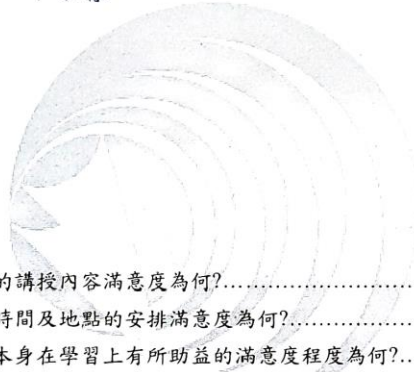 的講授內容滿意度為何?........................
時間及地點的安排滿意度為何?...................
本身在學習上有所助益的滿意度程度為何?..